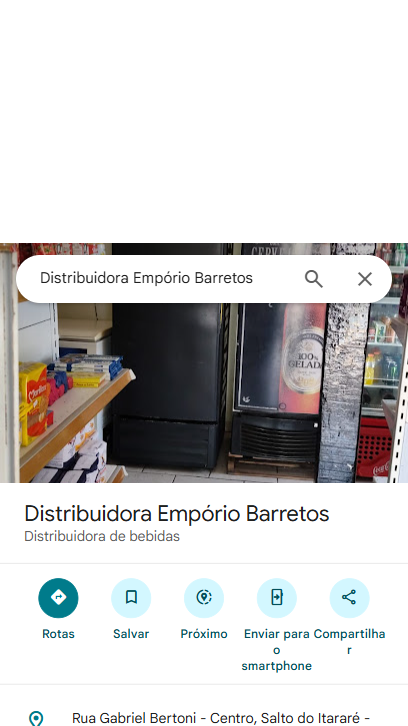 CERV
Distribuidora Empório Barretos
100%
GELADA
Distribuidora Empório Barretos
Distribuidora de bebidas
Rotas
Salvar
Próximo
Enviar para o smartphone
Compartilhar
Rua Gabriel Bertoni - Centro, Salto do Itararé -